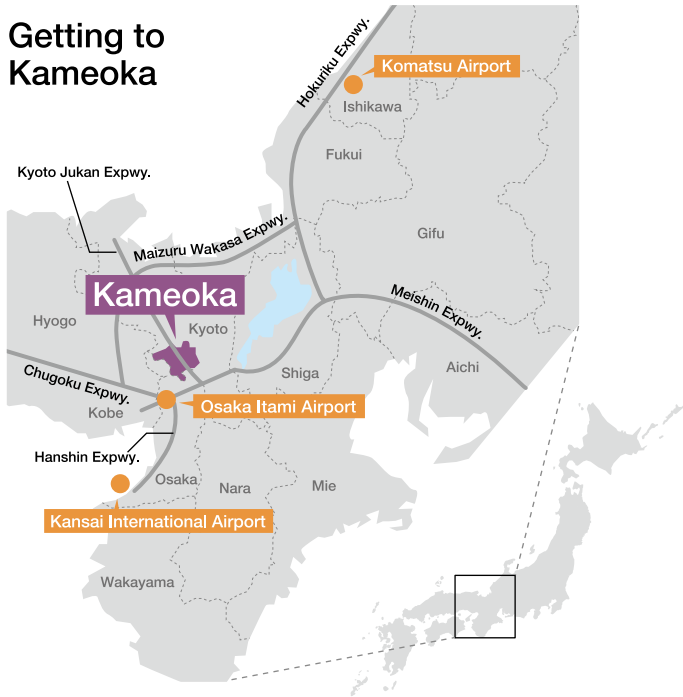 Getting to
Kameoka
Hokuriku Expwy.
Komatsu Airport
Ishikawa
Fukui
Kyoto Jukan Expwy.
Gifu
Maizuru Wakasa Expwy.
Kameoka
Meishin Expwy.
Hyogo
Kyoto
Aichi
Shiga
Chugoku Expwy.
Osaka Itami Airport
Kobe
Hanshin Expwy.
Osaka
Nara
Mie
Kansai International Airport
Wakayama